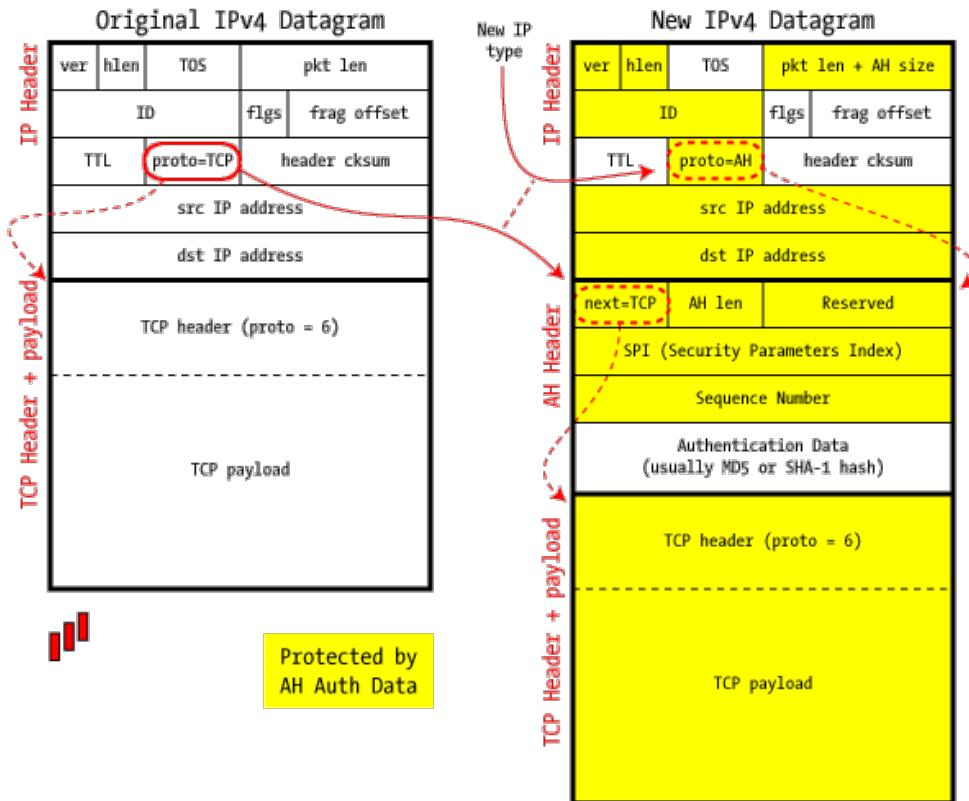 Original IPv4 Datagram
IP Header
ver hlen TOS pkt len
ID flgs frag offset
TTL proto=TCP header cksum
src IP address
dst IP address
TCP Header + payload
TCP header (proto = 6)
TCP payload
Protected by
AH Auth Data
New IP
type
New IPv4 Datagram
IP Header
ver hlen TOS pkt len + AH size
ID flgs frag offset
TTL proto=AH header cksum
src IP address
dst IP address
AH Header
next=TCP AH len Reserved
SPI (Security Parameters Index)
Sequence Number
Authentication Data
(usually MD5 or SHA-1 hash)
TCP Header + payload
TCP header (proto = 6)
TCP payload